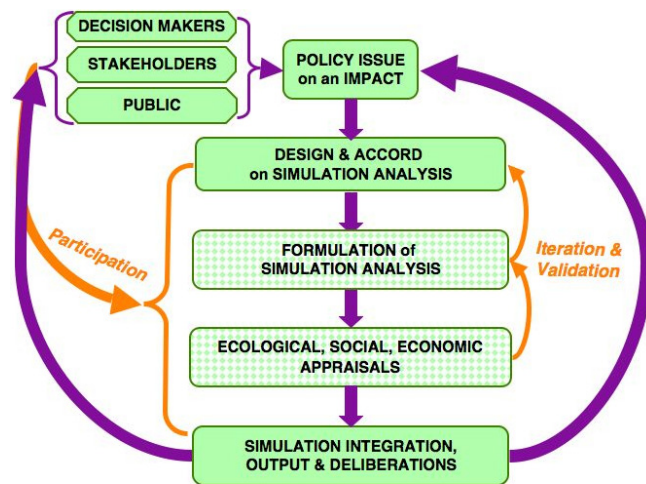 DECISION MAKERS
STAKEHOLDERS
PUBLIC
POLICY ISSUE
on an IMPACT
DESIGN & ACCORD
on SIMULATION ANALYSIS
Participation
FORMULATION of
SIMULATION ANALYSIS
Iteration &
Validation
ECOLOGICAL, SOCIAL, ECONOMIC
APPRAISALS
SIMULATION INTEGRATION,
OUTPUT & DELIBERATIONS